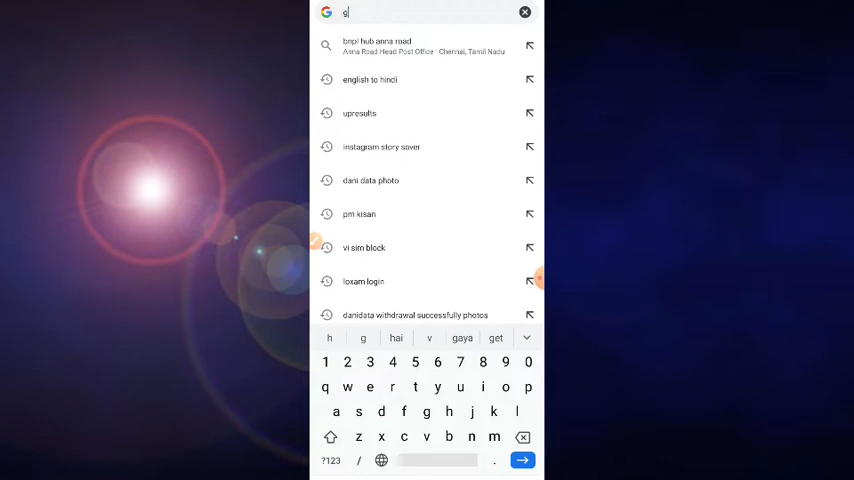 g
bnpl hub anna road
Anna Road Head Post Office · Chennai, Tamil Nadu
english to hindi
upresults
instagram story saver
dani data photo
pm kisan
vi sim block
loxam login
danidata withdrawal successfully photos
h g hai v gaya get
1 2 3 4 5 6 7 8 9 0
q w e r t y u i o p
a s d f g h j k l
z x c v b n m
?123 / .